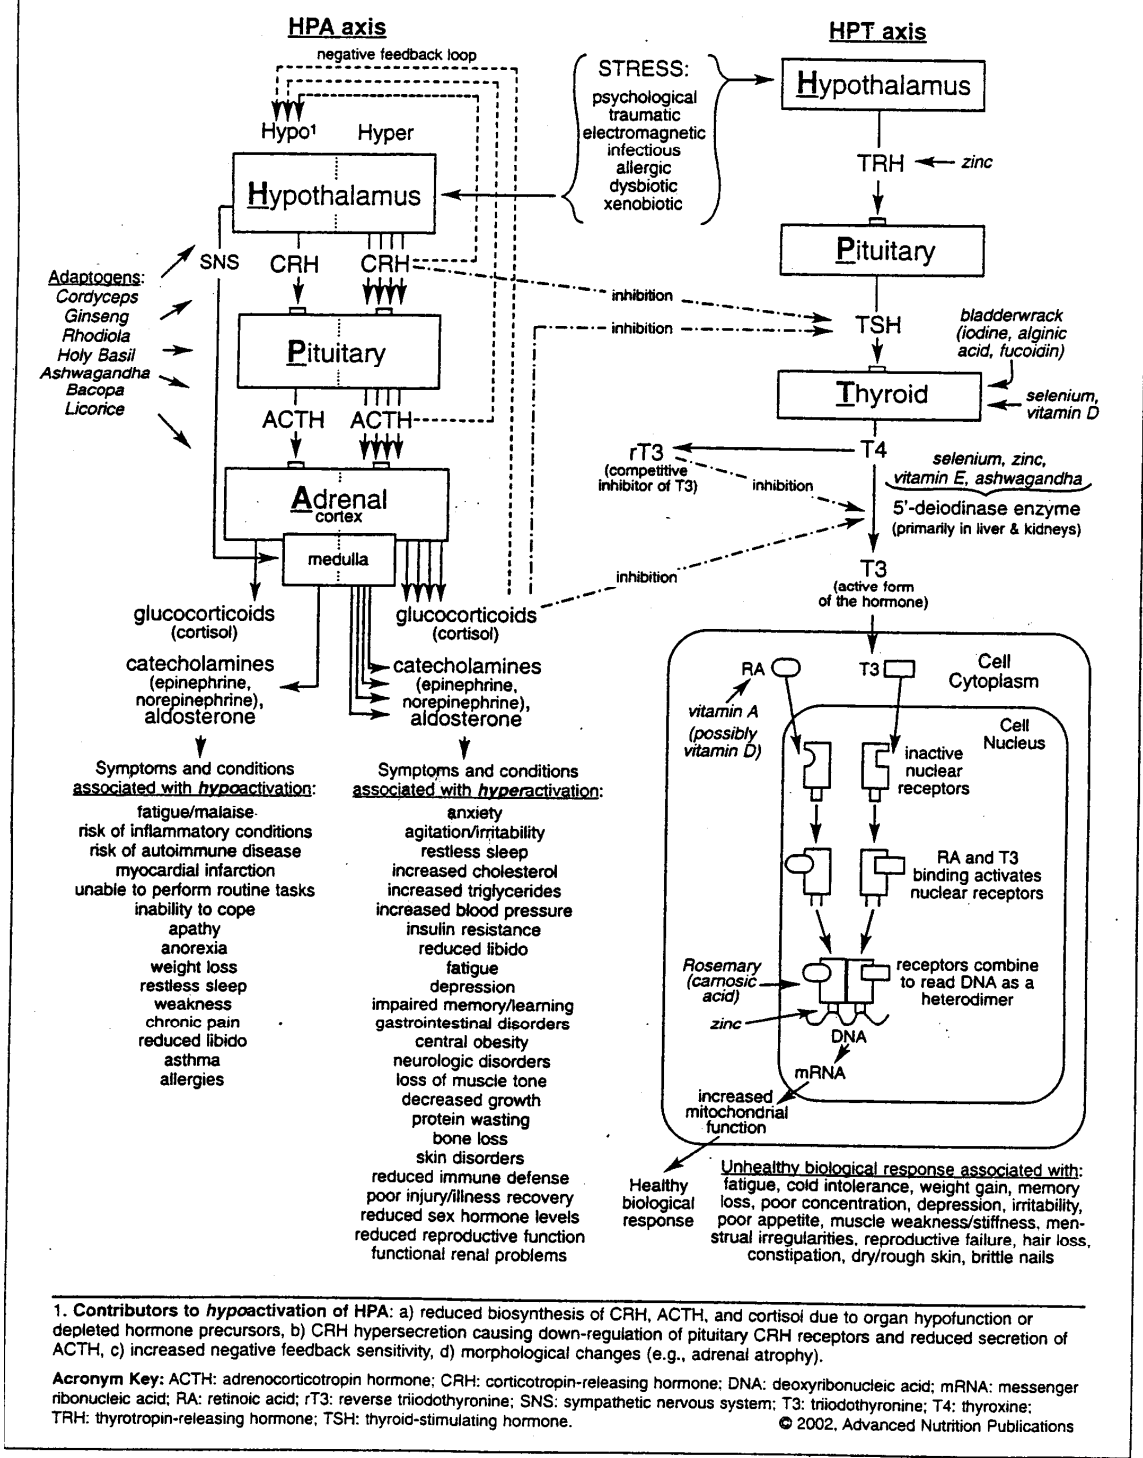 HPA axis
negative feedback loop
Hypo¹ Hyper
Hypothalamus
SNS CRH CRH
Adaptogens:
Cordyceps
Ginseng
Rhodiola
Holy Basil
Ashwagandha
Bacopa
Licorice
Pituitary
ACTH ACTH
Adrenal
cortex
medulla
glucocorticoids
(cortisol)
catecholamines
(epinephrine,
norepinephrine),
aldosterone
glucocorticoids
(cortisol)
catecholamines
(epinephrine,
norepinephrine),
aldosterone
Symptoms and conditions
associated with hypoactivation:
fatigue/malaise
risk of inflammatory conditions
risk of autoimmune disease
myocardial infarction
unable to perform routine tasks
inability to cope
apathy
anorexia
weight loss
restless sleep
weakness
chronic pain
reduced libido
asthma
allergies
Symptoms and conditions
associated with hyperactivation:
anxiety
agitation/irritability
restless sleep
increased cholesterol
increased triglycerides
increased blood pressure
insulin resistance
reduced libido
fatigue
depression
impaired memory/learning
gastrointestinal disorders
central obesity
neurologic disorders
loss of muscle tone
decreased growth
protein wasting
bone loss
skin disorders
reduced immune defense
poor injury/illness recovery
reduced sex hormone levels
reduced reproductive function
functional renal problems
STRESS:
psychological
traumatic
electromagnetic
infectious
allergic
dysbiotic
xenobiotic
HPT axis
Hypothalamus
TRH zinc
Pituitary
inhibition
inhibition
TSH
bladderwrack
(iodine, alginic
acid, fucoidin)
Thyroid
selenium,
vitamin D
T4
rT3
(competitive
inhibitor of T3)
inhibition
selenium, zinc,
vitamin E, ashwagandha
5'-deiodinase enzyme
(primarily in liver & kidneys)
inhibition
T3
(active form
of the hormone)
RA T3
Cell
Cytoplasm
vitamin A
(possibly
vitamin D)
Cell
Nucleus
inactive
nuclear
receptors
RA and T3
binding activates
nuclear receptors
Rosemary
(carnosic
acid)
zinc
receptors combine
to read DNA as a
heterodimer
DNA
mRNA
increased
mitochondrial
function
Healthy
biological
response
Unhealthy biological response associated with:
fatigue, cold intolerance, weight gain, memory
loss, poor concentration, depression, irritability,
poor appetite, muscle weakness/stiffness, men-
strual irregularities, reproductive failure, hair loss,
constipation, dry/rough skin, brittle nails
1. Contributors to hypoactivation of HPA: a) reduced biosynthesis of CRH, ACTH, and cortisol due to organ hypofunction or
depleted hormone precursors, b) CRH hypersecretion causing down-regulation of pituitary CRH receptors and reduced secretion of
ACTH, c) increased negative feedback sensitivity, d) morphological changes (e.g., adrenal atrophy).
Acronym Key: ACTH: adrenocorticotropin hormone; CRH: corticotropin-releasing hormone; DNA: deoxyribonucleic acid; mRNA: messenger
ribonucleic acid; RA: retinoic acid; rT3: reverse triiodothyronine; SNS: sympathetic nervous system; T3: triiodothyronine; T4: thyroxine;
TRH: thyrotropin-releasing hormone; TSH: thyroid-stimulating hormone.
© 2002, Advanced Nutrition Publications